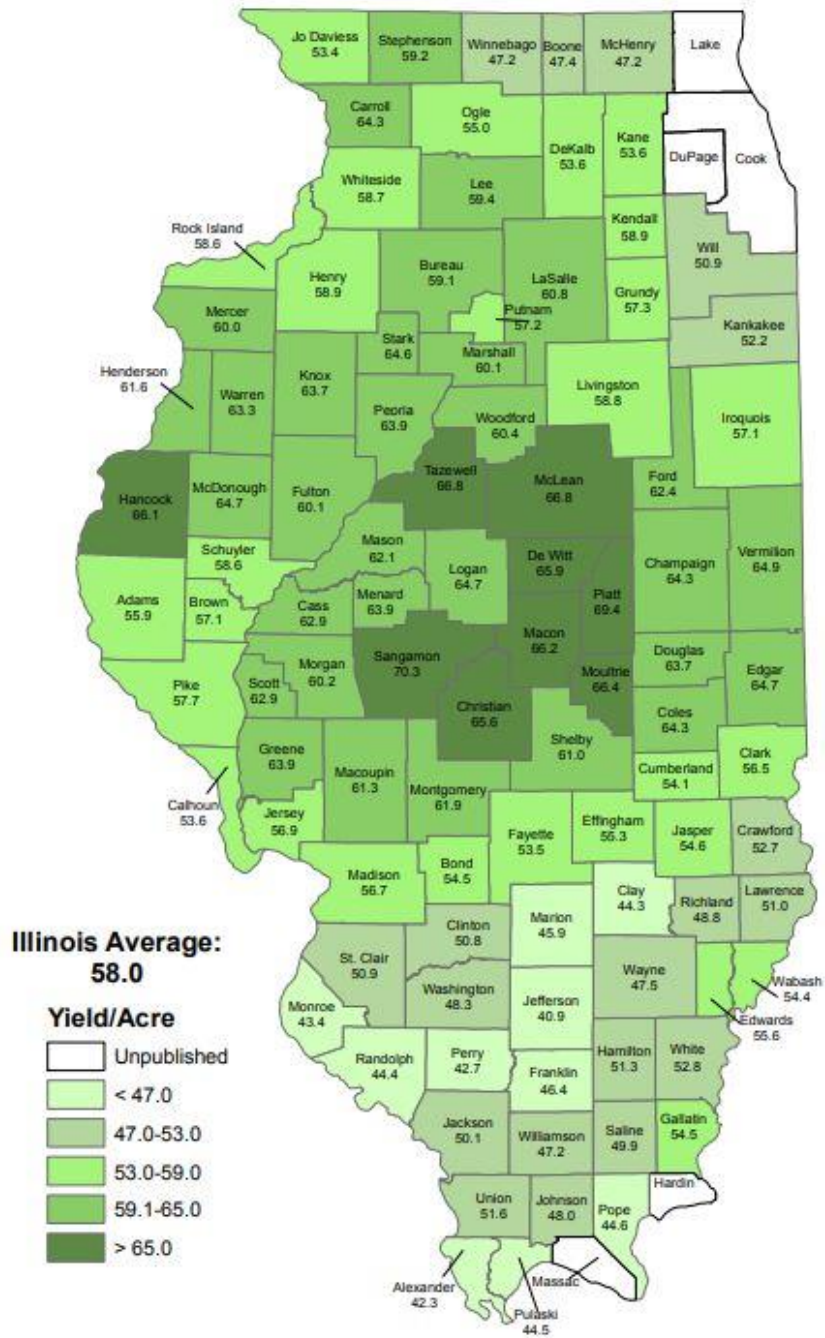 Jo Daviess
53.4
Stephenson
59.2
Winnebago
47.2
Boone
47.4
McHenry
47.2
Lake
Carroll
64.3
Ogle
55.0
DeKalb
53.6
Kane
53.6
DuPage
Cook
Whiteside
58.7
Lee
59.4
Kendall
58.9
Will
50.9
Rock Island
58.6
Henry
58.9
Bureau
59.1
LaSalle
60.8
Grundy
57.3
Putnam
57.2
Kankakee
52.2
Mercer
60.0
Stark
64.6
Marshall
60.1
Henderson
61.6
Warren
63.3
Knox
63.7
Peoria
63.9
Woodford
60.4
Livingston
58.8
Iroquois
57.1
Hancock
66.1
McDonough
64.7
Fulton
60.1
Tazewell
66.8
McLean
66.8
Ford
62.4
Schuyler
58.6
Mason
62.1
Logan
64.7
De Witt
65.9
Piatt
69.4
Champaign
64.3
Vermilion
64.9
Adams
55.9
Brown
57.1
Cass
62.9
Menard
63.9
Macon
66.2
Pike
57.7
Scott
62.9
Morgan
60.2
Sangamon
70.3
Christian
65.6
Moultrie
66.4
Douglas
63.7
Edgar
64.7
Coles
64.3
Greene
63.9
Macoupin
61.3
Montgomery
61.9
Shelby
61.0
Cumberland
54.1
Clark
56.5
Calhoun
53.6
Jersey
56.9
Fayette
53.5
Effingham
55.3
Jasper
54.6
Crawford
52.7
Madison
56.7
Bond
54.5
Clay
44.3
Richland
48.8
Lawrence
51.0
Marion
45.9
Clinton
50.8
St. Clair
50.9
Wayne
47.5
Wabash
54.4
Edwards
55.6
Washington
48.3
Jefferson
40.9
Monroe
43.4
Randolph
44.4
Perry
42.7
Franklin
46.4
Hamilton
51.3
White
52.8
Jackson
50.1
Williamson
47.2
Saline
49.9
Gallatin
54.5
Union
51.6
Johnson
48.0
Pope
44.6
Hardin
Alexander
42.3
Pulaski
44.5
Massac
Illinois Average:
58.0
Yield/Acre
Unpublished
< 47.0
47.0-53.0
53.0-59.0
59.1-65.0
> 65.0